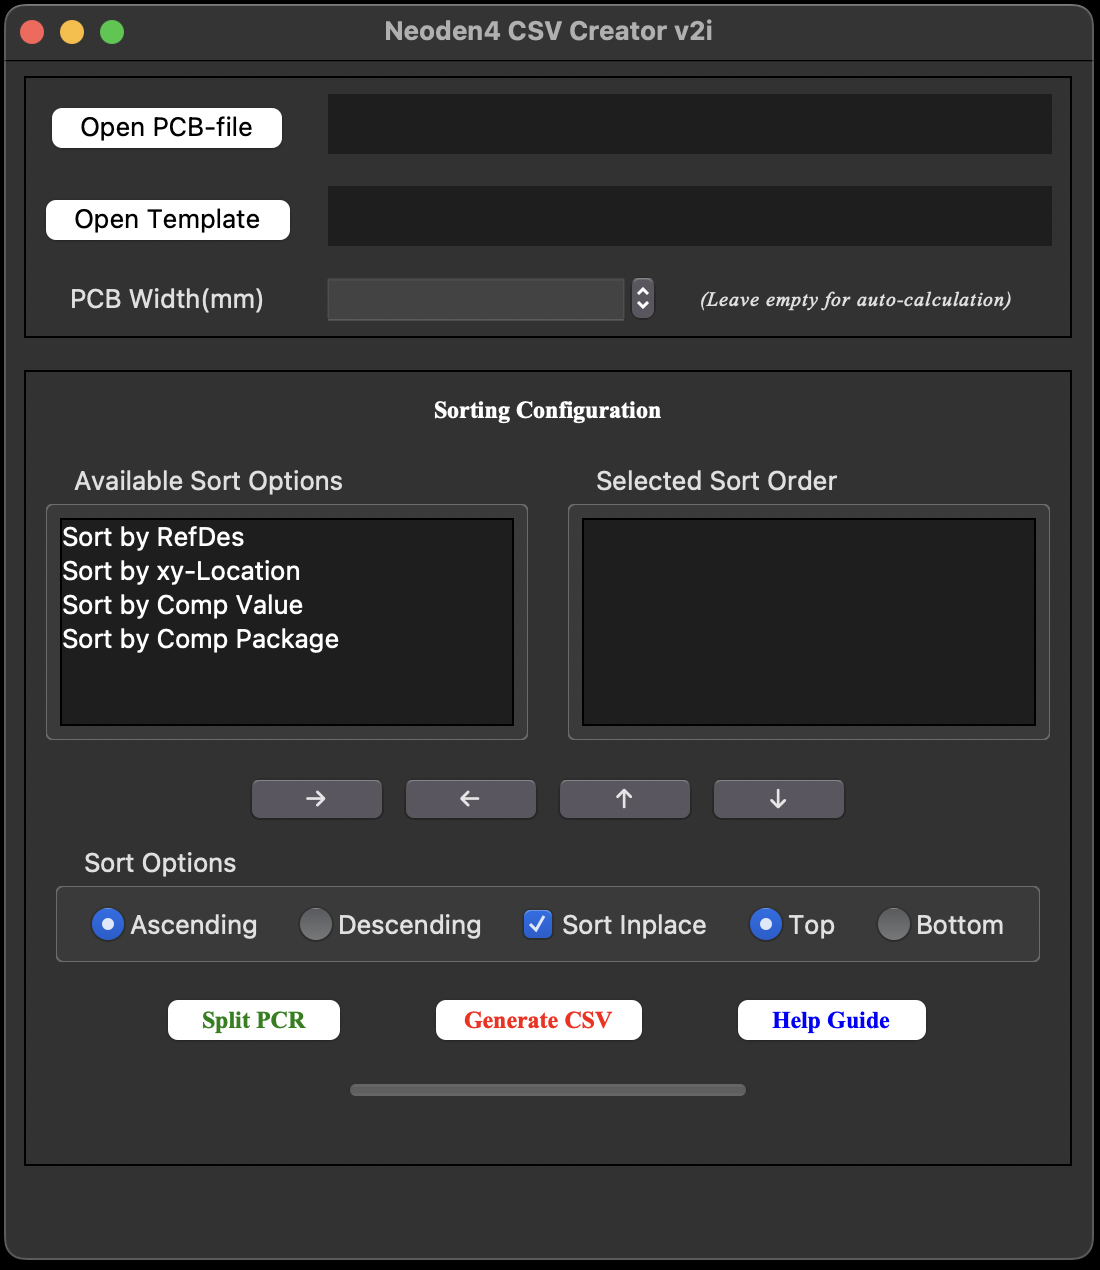 Neoden4 CSV Creator v2i
Open PCB-file
Open Template
PCB Width(mm)
(Leave empty for auto-calculation)
Sorting Configuration
Available Sort Options
Selected Sort Order
Sort by RefDes
Sort by xy-Location
Sort by Comp Value
Sort by Comp Package
→ ← ↑ ↓
Sort Options
Ascending Descending Sort Inplace Top Bottom
Split PCR Generate CSV Help Guide